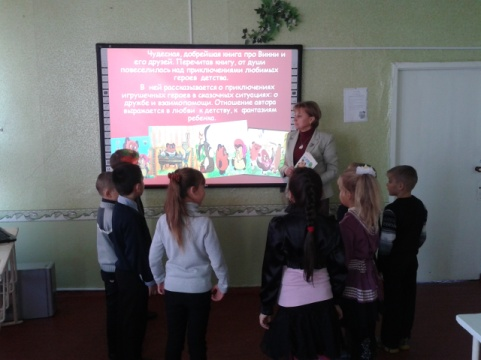 Чудесная, добрейшая книга про Винни и
его друзей. Перечитав книгу, от души
повеселилась над приключениями любимых
героев детства.
В ней рассказывается о приключениях
игрушечных героев в сказочных ситуациях: о
дружбе и взаимопомощи. Отношение автора
выражается в любви к детству, к фантазиям
ребенка.